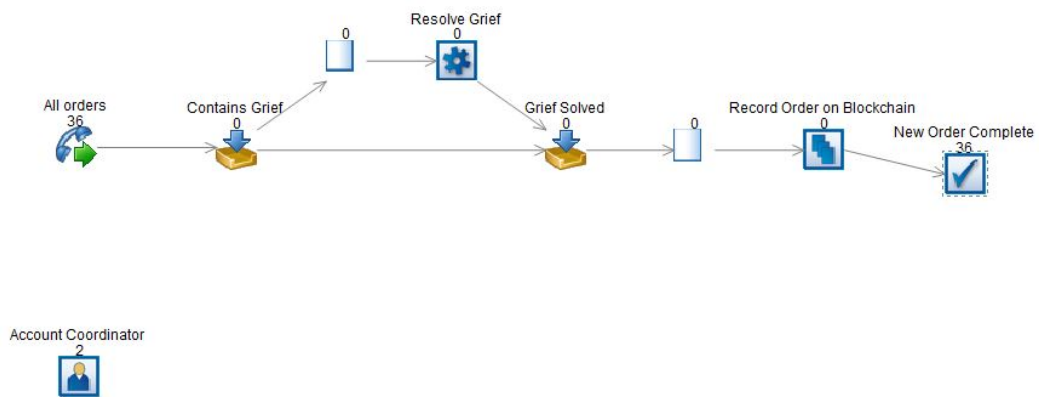 Resolve Grief
0
0
All orders
36
Contains Grief
0
Grief Solved
0
0
Record Order on Blockchain
0
New Order Complete
36
Account Coordinator
2